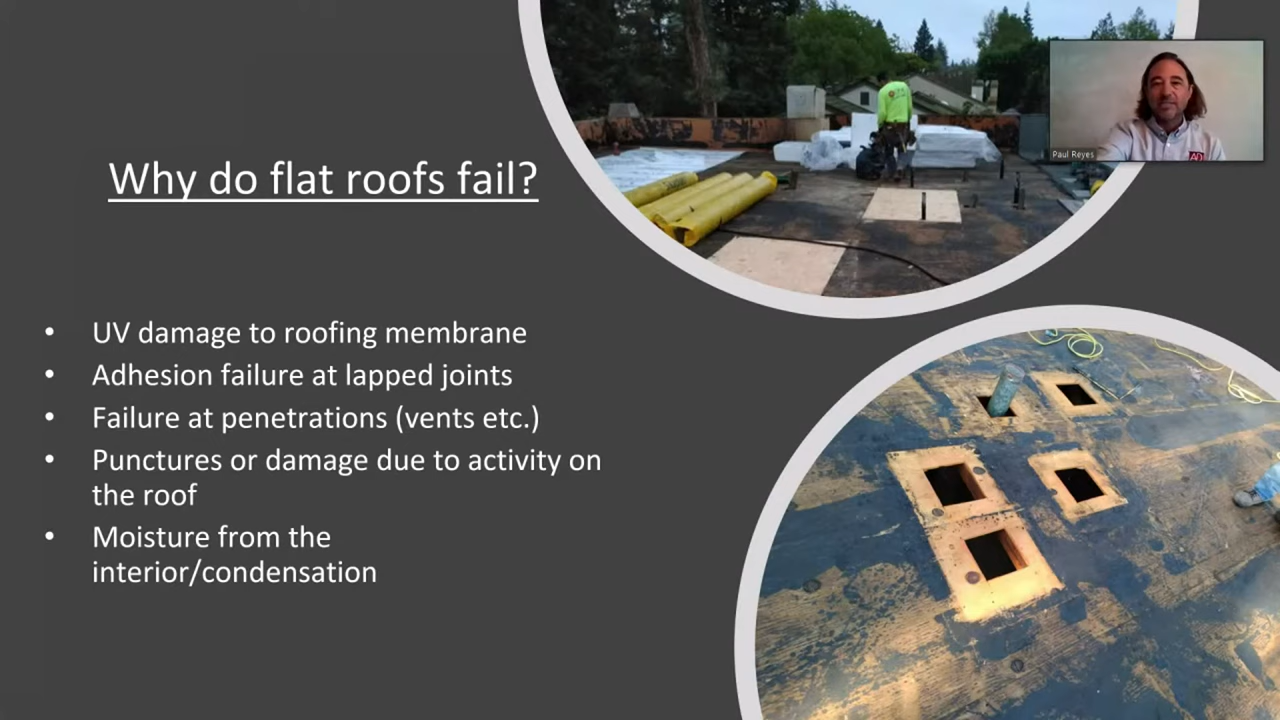 Why do flat roofs fail?
Paul Reyes
• UV damage to roofing membrane
• Adhesion failure at lapped joints
• Failure at penetrations (vents etc.)
• Punctures or damage due to activity on
the roof
• Moisture from the
interior/condensation